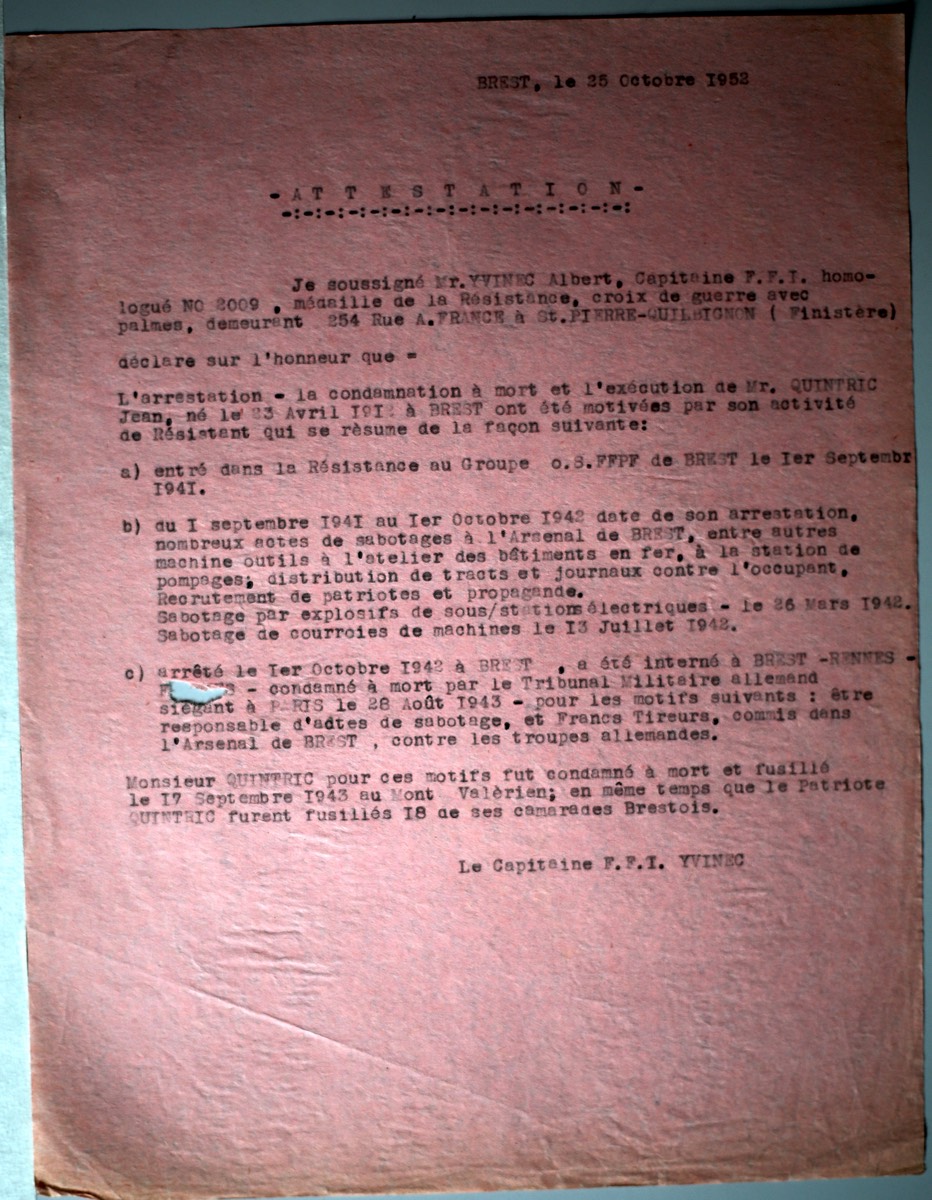 BREST, le 25 Octobre I952
- A T T E S T A T I O N -
-:-:-:-:-:-:-:-:-:-:-:-:-:-:-:-;
Je soussigné Mr.YVINEC Albert, Capitaine F.F.I. homo-
logué NO 2009 , médaille de la Résistance, croix de guerre avec
palmes, demeurant 254 Rue A.FRANCE à St.PIERRE-QUILBIGNON ( Finistère)
déclare sur l'honneur que =
L'arrestation - la condamnation à mort et l'exécution de Mr. QUINTRIC
Jean, né le 23 Avril I9I2 à BREST ont été motivées par son activité
de Résistant qui se rèsume de la façon suivante:
a) entré dans la Résistance au Groupe o.S.FFPF de BREST le Ier Septembr
I94I.
b) du I septembre I94I au Ier Octobre I942 date de son arrestation,
nombreux actes de sabotages à l'Arsenal de BREST, entre autres
machine outils à l'atelier des bâtiments en fer, à la station de
pompages; distribution de tracts et journaux contre l'occupant,
Recrutement de patriotes et propagande.
Sabotage par explosifs de sous/stations électriques - le 26 Mars I942.
Sabotage de courroies de machines le I3 Juillet I942.
c) arrêté le Ier Octobre I942 à BREST , a été interné à BREST -RENNES -
- condamné à mort par le Tribunal Militaire allemand
siégant à PARIS le 28 Août I943 - pour les motifs suivants : être
responsable d'adtes de sabotage, et Francs Tireurs, commis dans
l'Arsenal de BREST , contre les troupes allemandes.
Monsieur QUINTRIC pour ces motifs fut condamné à mort et fusillé
le I7 Septembre I943 au Mont Valèrien; en même temps que le Patriote
QUINTRIC furent fusillés I8 de ses camarades Brestois.
Le Capitaine F.F.I. YVINEC